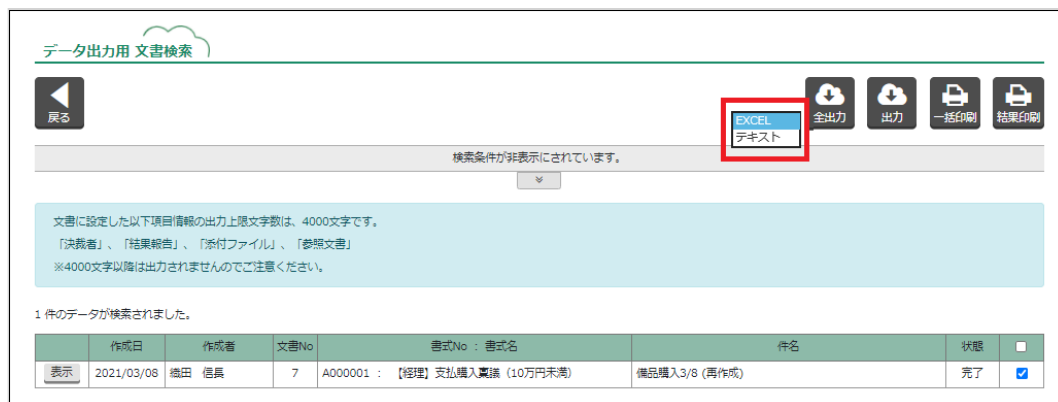 データ出力用 文書検索
戻る
EXCEL
テキスト
全出力
出力
一括印刷
結果印刷
検索条件が非表示にされています。
文書に設定した以下項目情報の出力上限文字数は、4000文字です。
「決裁者」、「結果報告」、「添付ファイル」、「参照文書」
※4000文字以降は出力されませんのでご注意ください。
1 件のデータが検索されました。
作成日 作成者 文書No 書式No : 書式名 件名 状態
表示 2021/03/08 織田 信長 7 A000001 : 【経理】支払購入稟議（10万円未満） 備品購入3/8 (再作成) 完了